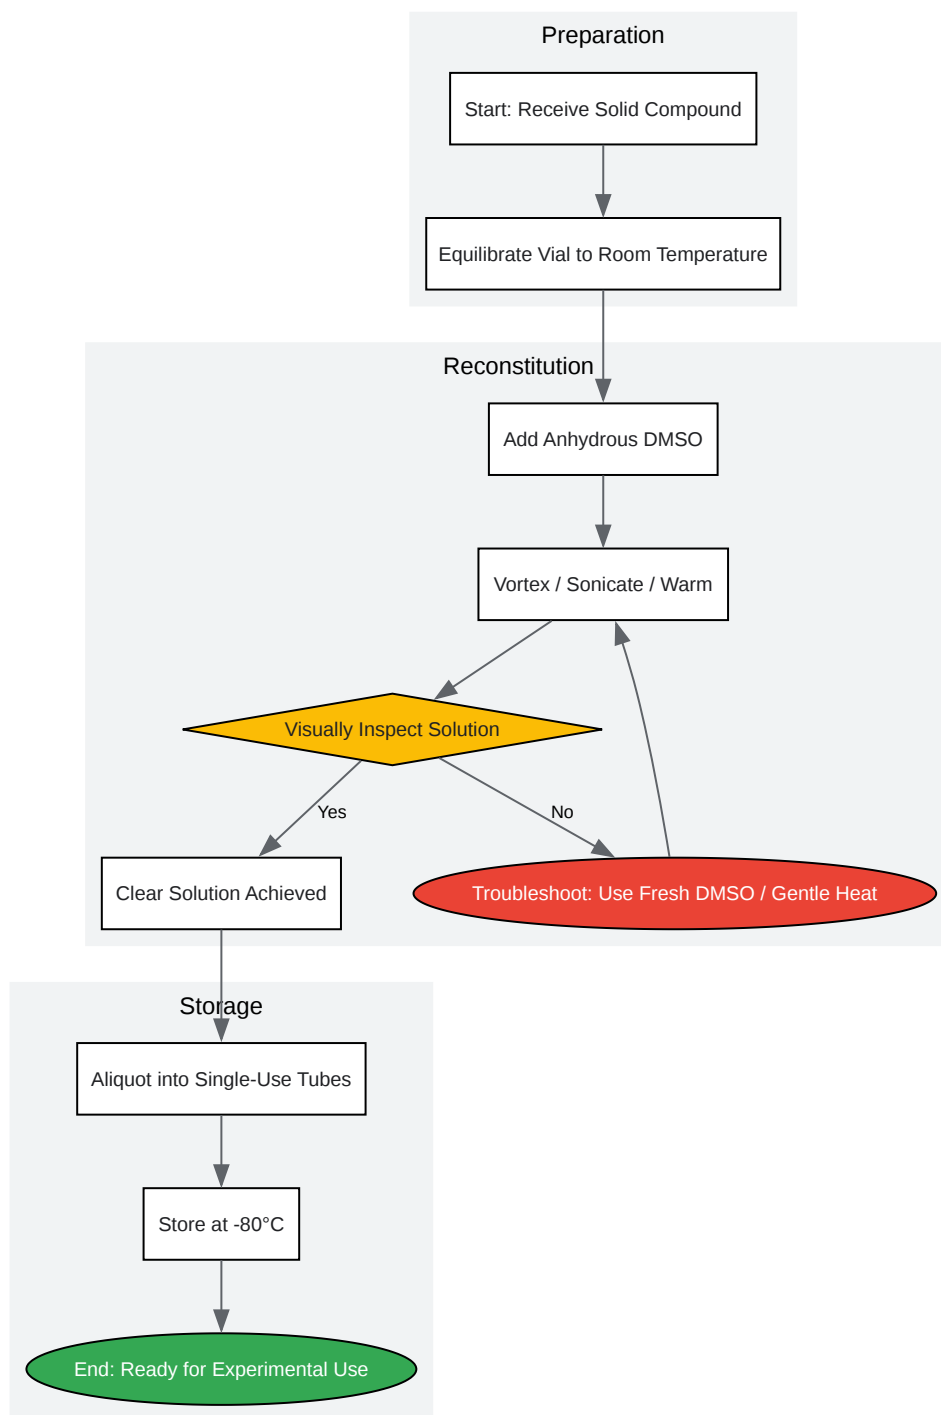 Preparation
Start: Receive Solid Compound
Equilibrate Vial to Room Temperature
Reconstitution
Add Anhydrous DMSO
Vortex / Sonicate / Warm
Visually Inspect Solution
Yes
No
Clear Solution Achieved
Troubleshoot: Use Fresh DMSO / Gentle Heat
Storage
Aliquot into Single-Use Tubes
Store at -80°C
End: Ready for Experimental Use